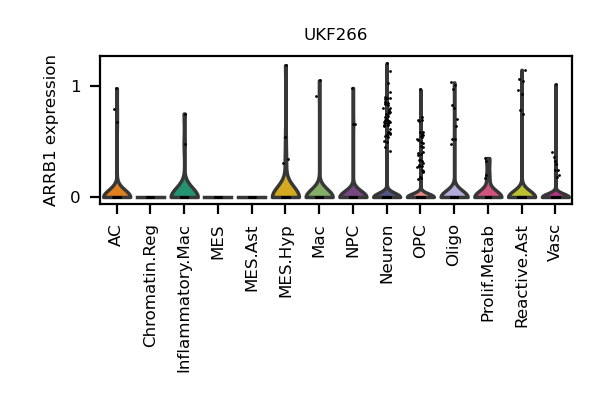 UKF266
ARRB1 expression
1
0
AC
Chromatin.Reg
Inflammatory.Mac
MES
MES.Ast
MES.Hyp
Mac
NPC
Neuron
OPC
Oligo
Prolif.Metab
Reactive.Ast
Vasc